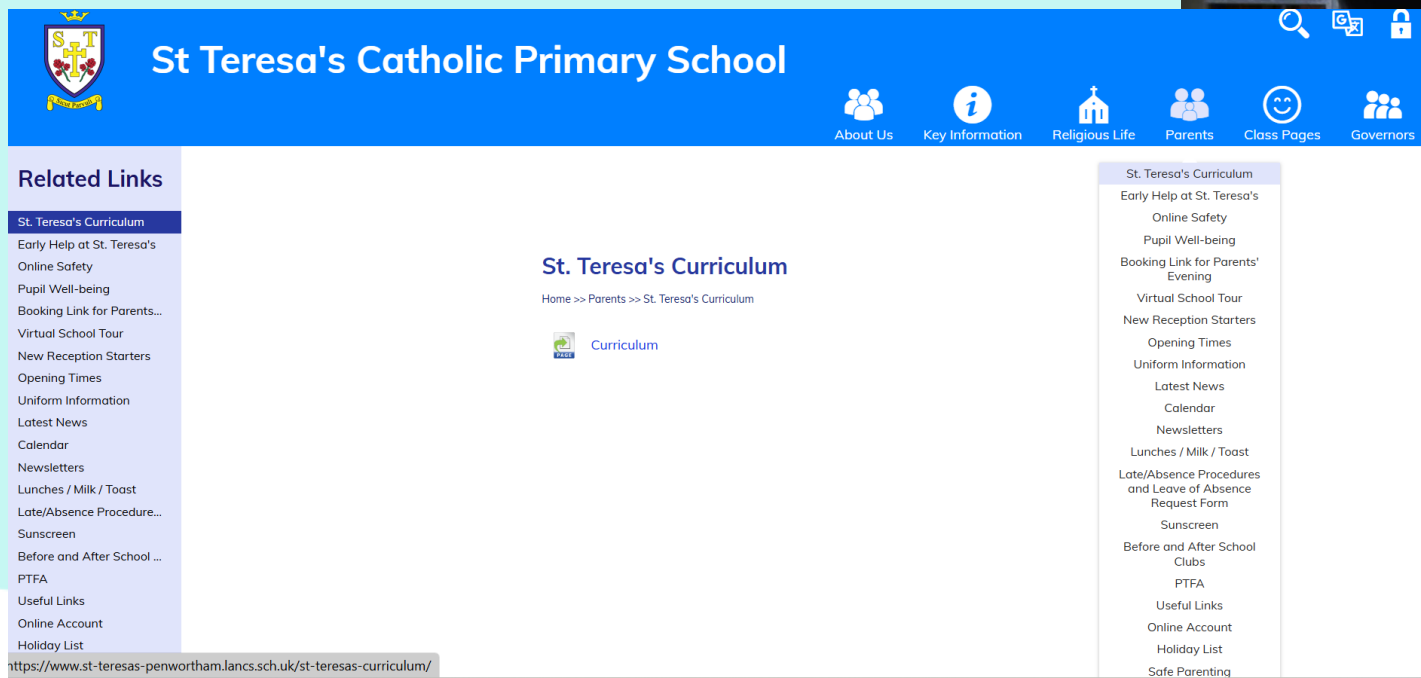 S T
St Teresa's Catholic Primary School
About Us
Key Information
Religious Life
Parents
Class Pages
Governors
Related Links
St. Teresa's Curriculum
Early Help at St. Teresa's
Online Safety
Pupil Well-being
Booking Link for Parents...
Virtual School Tour
New Reception Starters
Opening Times
Uniform Information
Latest News
Calendar
Newsletters
Lunches / Milk / Toast
Late/Absence Procedure...
Sunscreen
Before and After School ...
PTFA
Useful Links
Online Account
Holiday List
https://www.st-teresas-penwortham.lancs.sch.uk/st-teresas-curriculum/
St. Teresa's Curriculum
Home >> Parents >> St. Teresa's Curriculum
PAGE
Curriculum
St. Teresa's Curriculum
Early Help at St. Teresa's
Online Safety
Pupil Well-being
Booking Link for Parents'
Evening
Virtual School Tour
New Reception Starters
Opening Times
Uniform Information
Latest News
Calendar
Newsletters
Lunches / Milk / Toast
Late/Absence Procedures
and Leave of Absence
Request Form
Sunscreen
Before and After School
Clubs
PTFA
Useful Links
Online Account
Holiday List
Safe Parenting